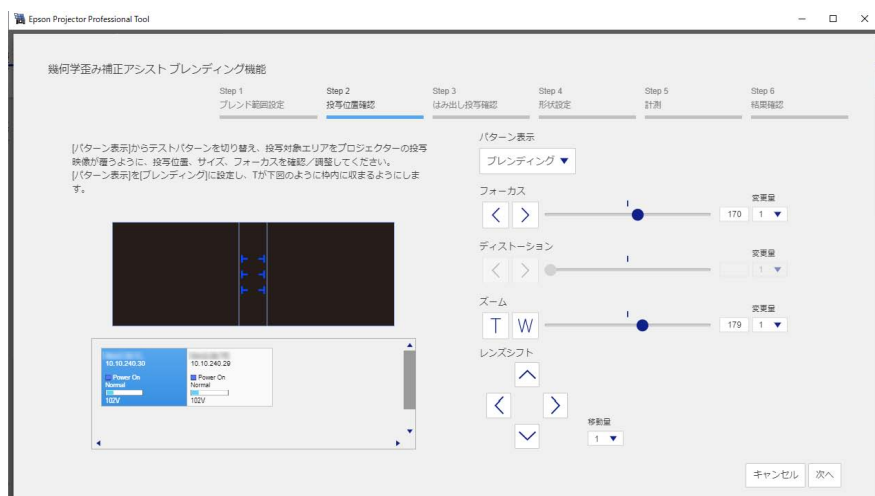 Epson Projector Professional Tool
幾何学歪み補正アシスト ブレンディング機能
Step 1
ブレンド範囲設定
Step 2
投写位置確認
Step 3
はみ出し投写確認
Step 4
形状設定
Step 5
計測
Step 6
結果確認
[パターン表示]からテストパターンを切り替え、投写対象エリアをプロジェクターの投写
映像が覆うように、投写位置、サイズ、フォーカスを確認／調整してください。
[パターン表示]を[ブレンディング]に設定し、Tが下図のように枠内に収まるようにしま
す。
10.10.240.30
Power On
Normal
102V
10.10.240.29
Power On
Normal
102V
パターン表示
ブレンディング
フォーカス
170
変更量
1
ディストーション
変更量
1
ズーム
T W
179
変更量
1
レンズシフト
移動量
1
キャンセル 次へ